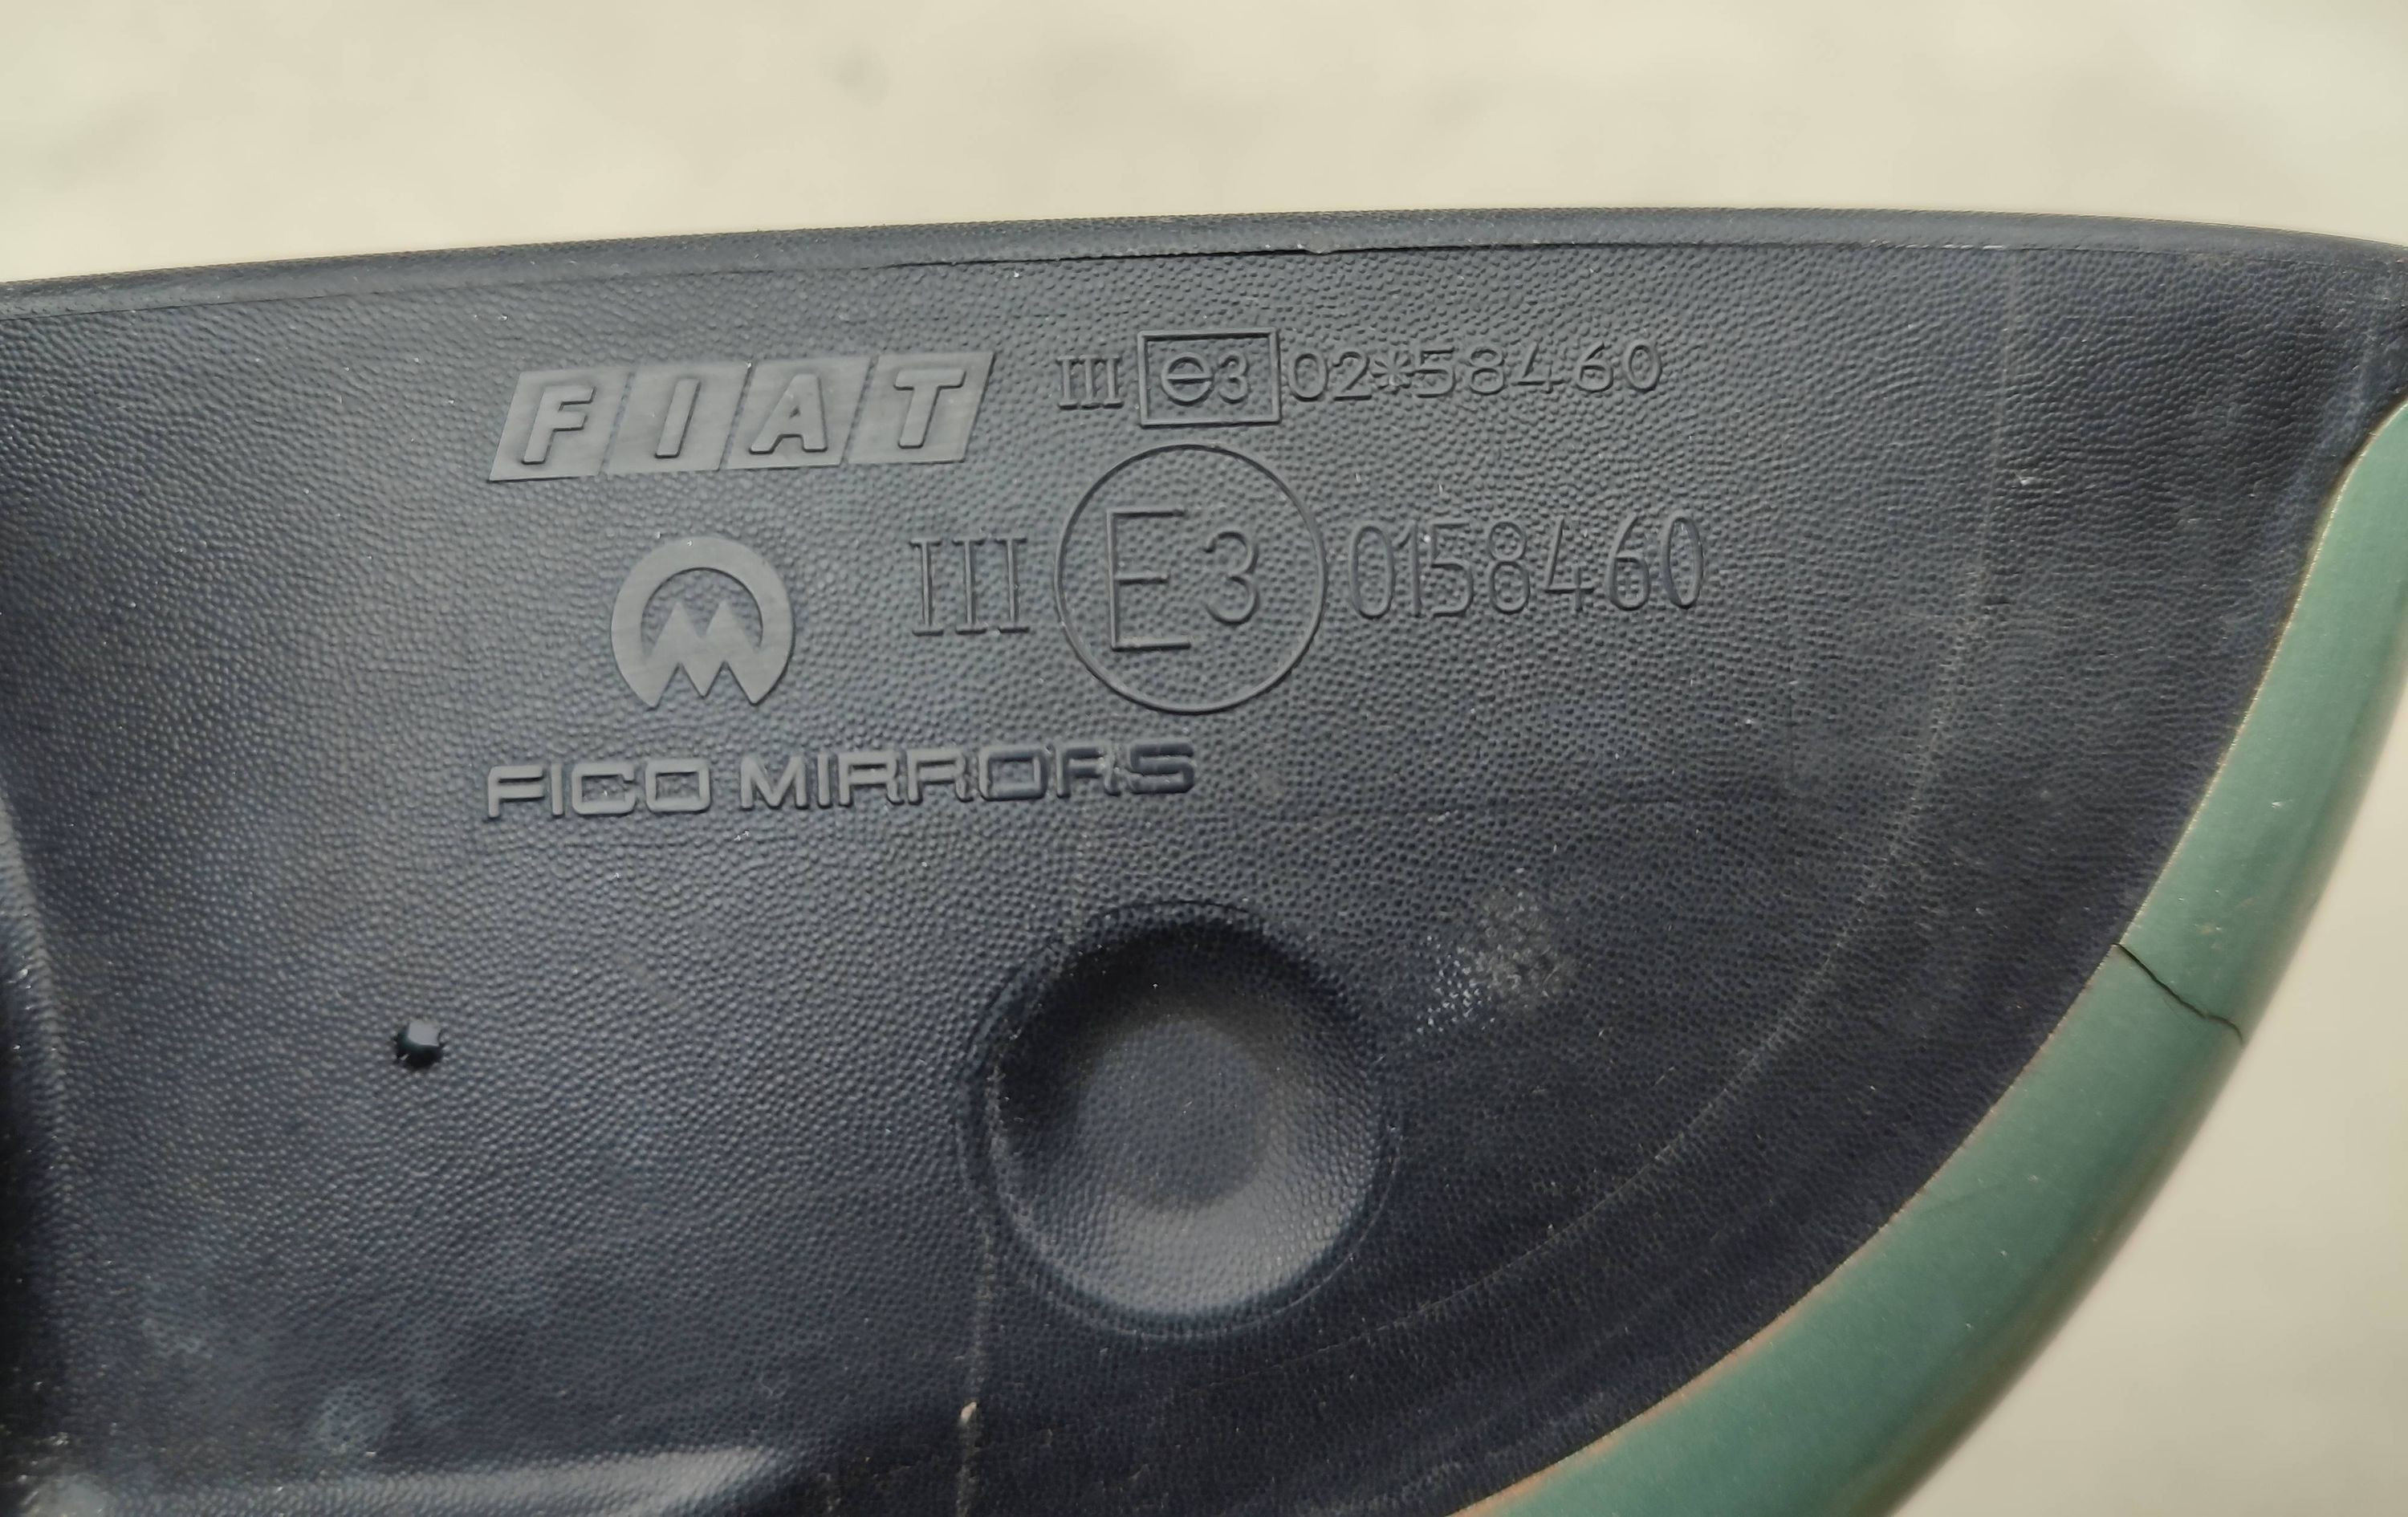 FIAT
III e3 02*58460
III E3 0158460
FICO MIRRORS